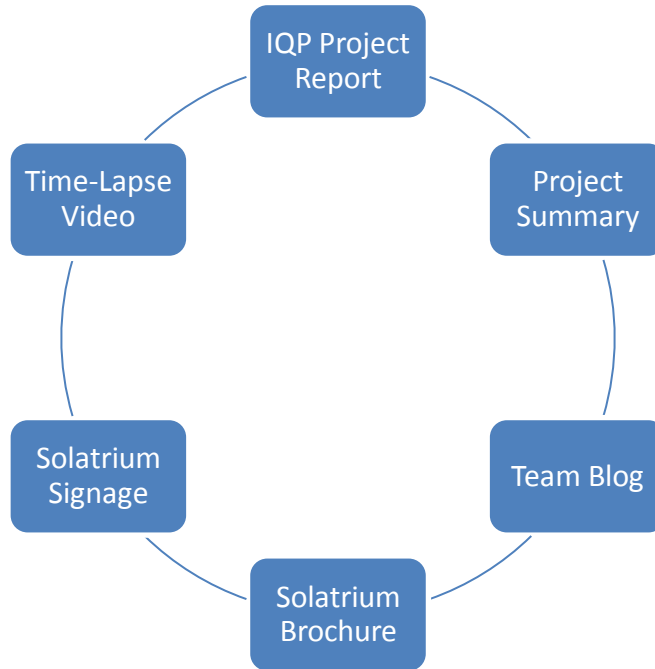 IQP Project
Report
Time-Lapse
Video
Project
Summary
Solatrium
Signage
Team Blog
Solatrium
Brochure